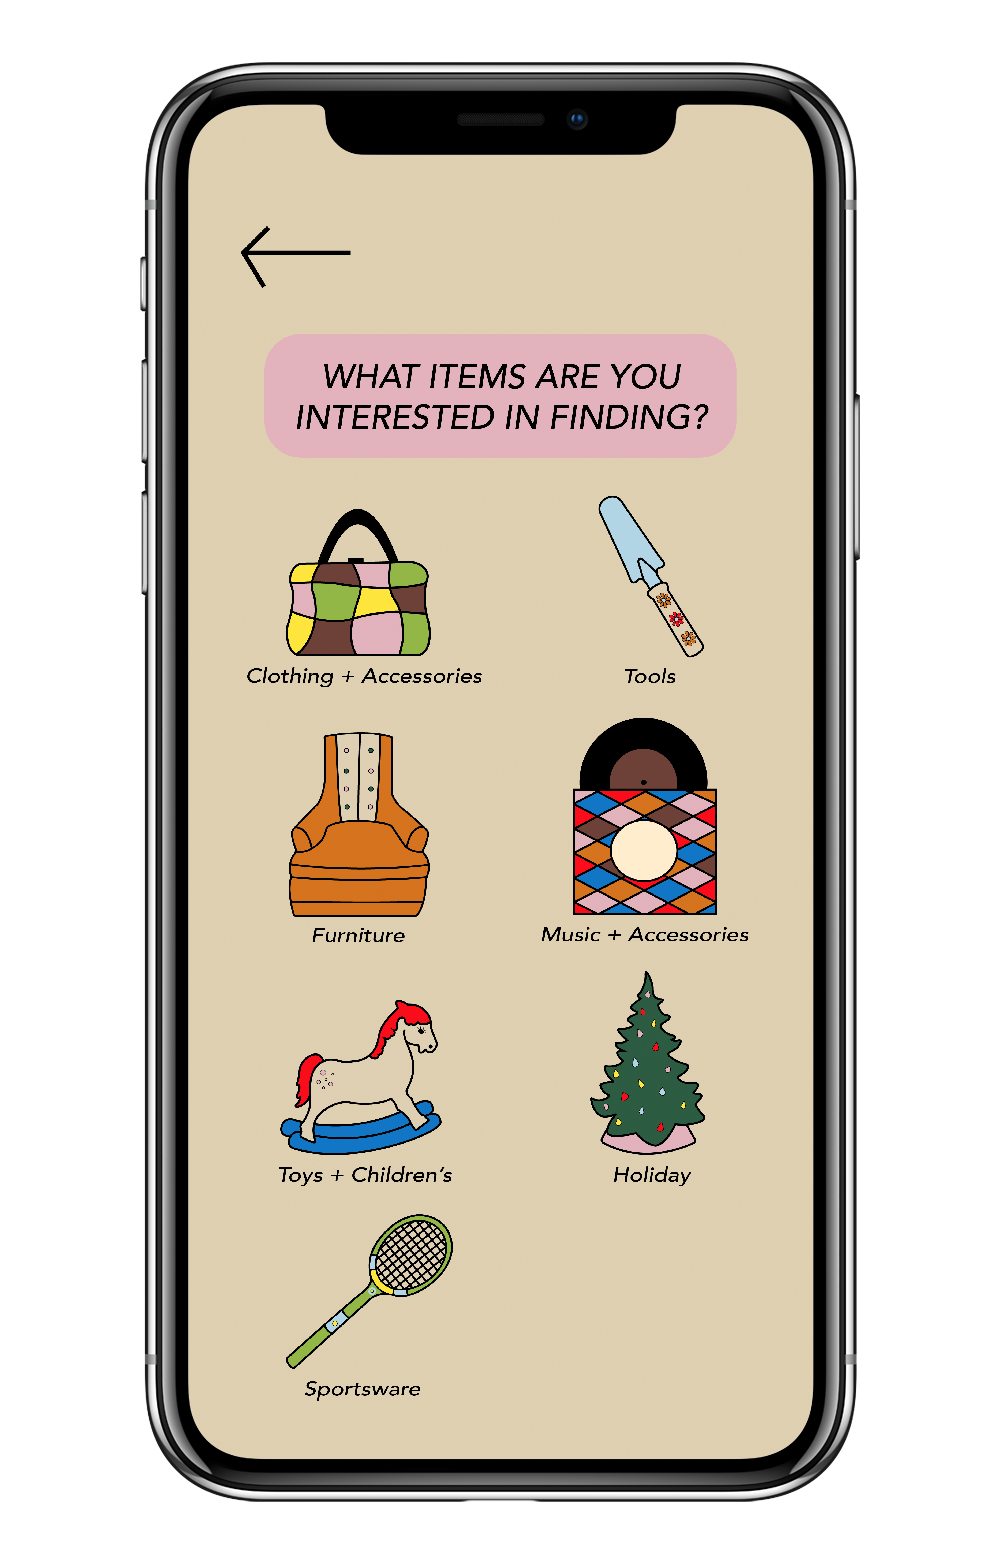 WHAT ITEMS ARE YOU
INTERESTED IN FINDING?
Clothing + Accessories
Tools
Furniture
Music + Accessories
Toys + Children's
Holiday
Sportsware